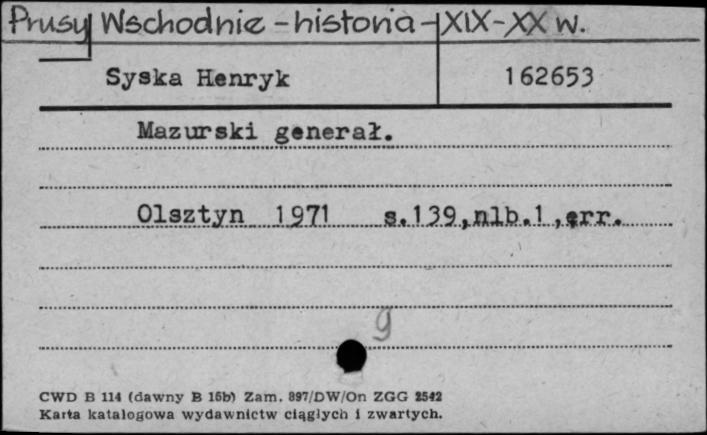 Prusy Wschodnie - historia - XIX-XX w.
Syska Henryk 162653
Mazurski generał.
Olsztyn 1971 s.139,nlb.1,err.
g
CWD B 114 (dawny B 16b) Zam. 897/DW/On ZGG 2542
Karta katalogowa wydawnictw ciągłych i zwartych.